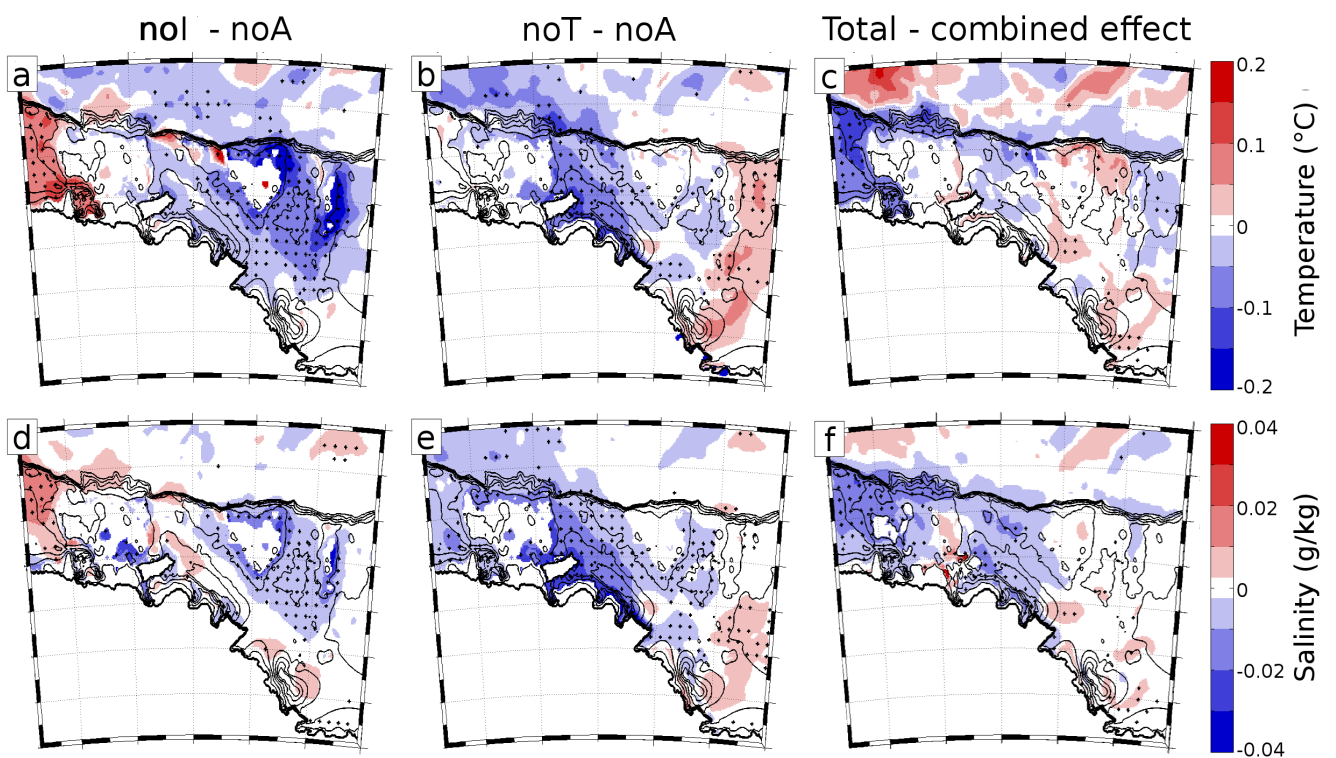 noI - noA
noT - noA
Total - combined effect
a
b
c
0.2
0.1
0
-0.1
-0.2
Temperature (°C)
d
e
f
0.04
0.02
0
-0.02
-0.04
Salinity (g/kg)